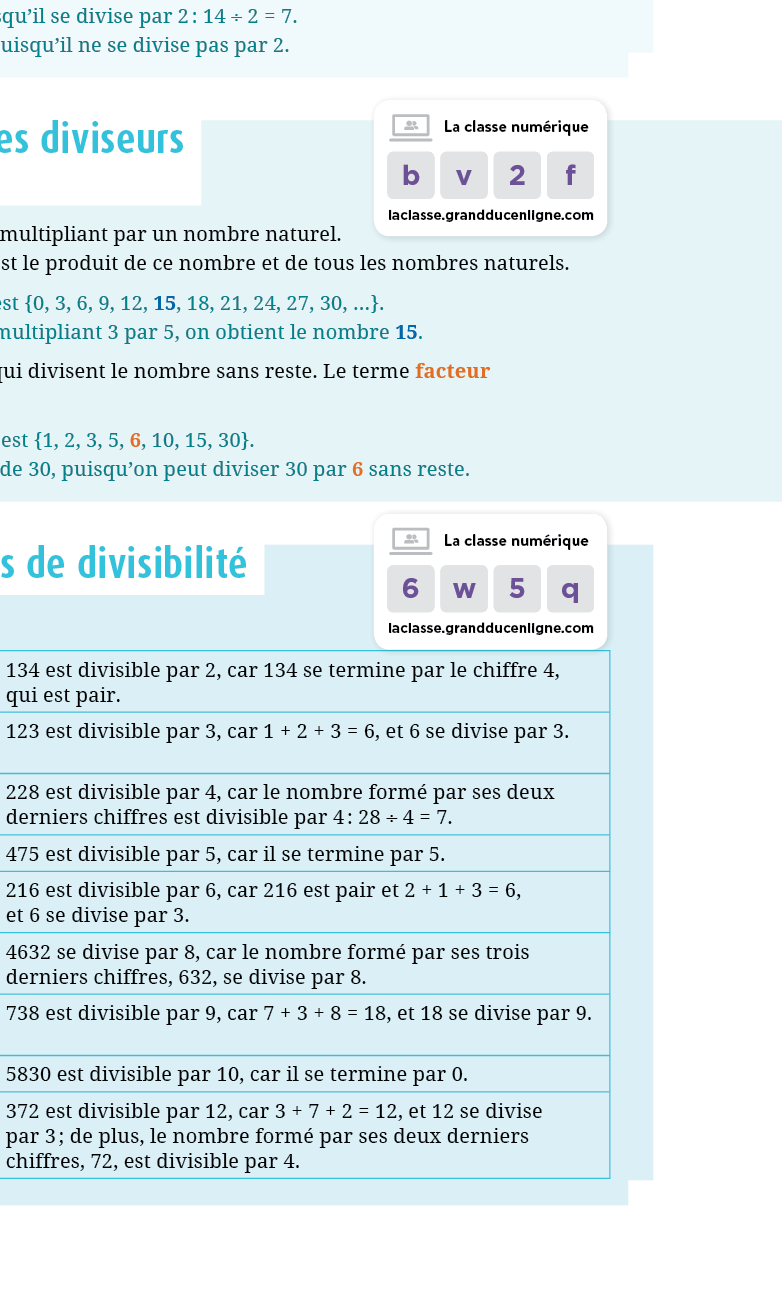 squ'il se divise par 2 : 14 ÷ 2 = 7.
uisqu'il ne se divise pas par 2.
es diviseurs
La classe numérique
b v 2 f
laclasse.grandducenligne.com
multipliant par un nombre naturel.
st le produit de ce nombre et de tous les nombres naturels.
est {0, 3, 6, 9, 12, 15, 18, 21, 24, 27, 30, ...}.
multipliant 3 par 5, on obtient le nombre 15.
qui divisent le nombre sans reste. Le terme facteur
est {1, 2, 3, 5, 6, 10, 15, 30}.
de 30, puisqu'on peut diviser 30 par 6 sans reste.
s de divisibilité
La classe numérique
6 w 5 q
laclasse.grandducenligne.com
134 est divisible par 2, car 134 se termine par le chiffre 4,
qui est pair.
123 est divisible par 3, car 1 + 2 + 3 = 6, et 6 se divise par 3.
228 est divisible par 4, car le nombre formé par ses deux
derniers chiffres est divisible par 4 : 28 ÷ 4 = 7.
475 est divisible par 5, car il se termine par 5.
216 est divisible par 6, car 216 est pair et 2 + 1 + 3 = 6,
et 6 se divise par 3.
4632 se divise par 8, car le nombre formé par ses trois
derniers chiffres, 632, se divise par 8.
738 est divisible par 9, car 7 + 3 + 8 = 18, et 18 se divise par 9.
5830 est divisible par 10, car il se termine par 0.
372 est divisible par 12, car 3 + 7 + 2 = 12, et 12 se divise
par 3 ; de plus, le nombre formé par ses deux derniers
chiffres, 72, est divisible par 4.